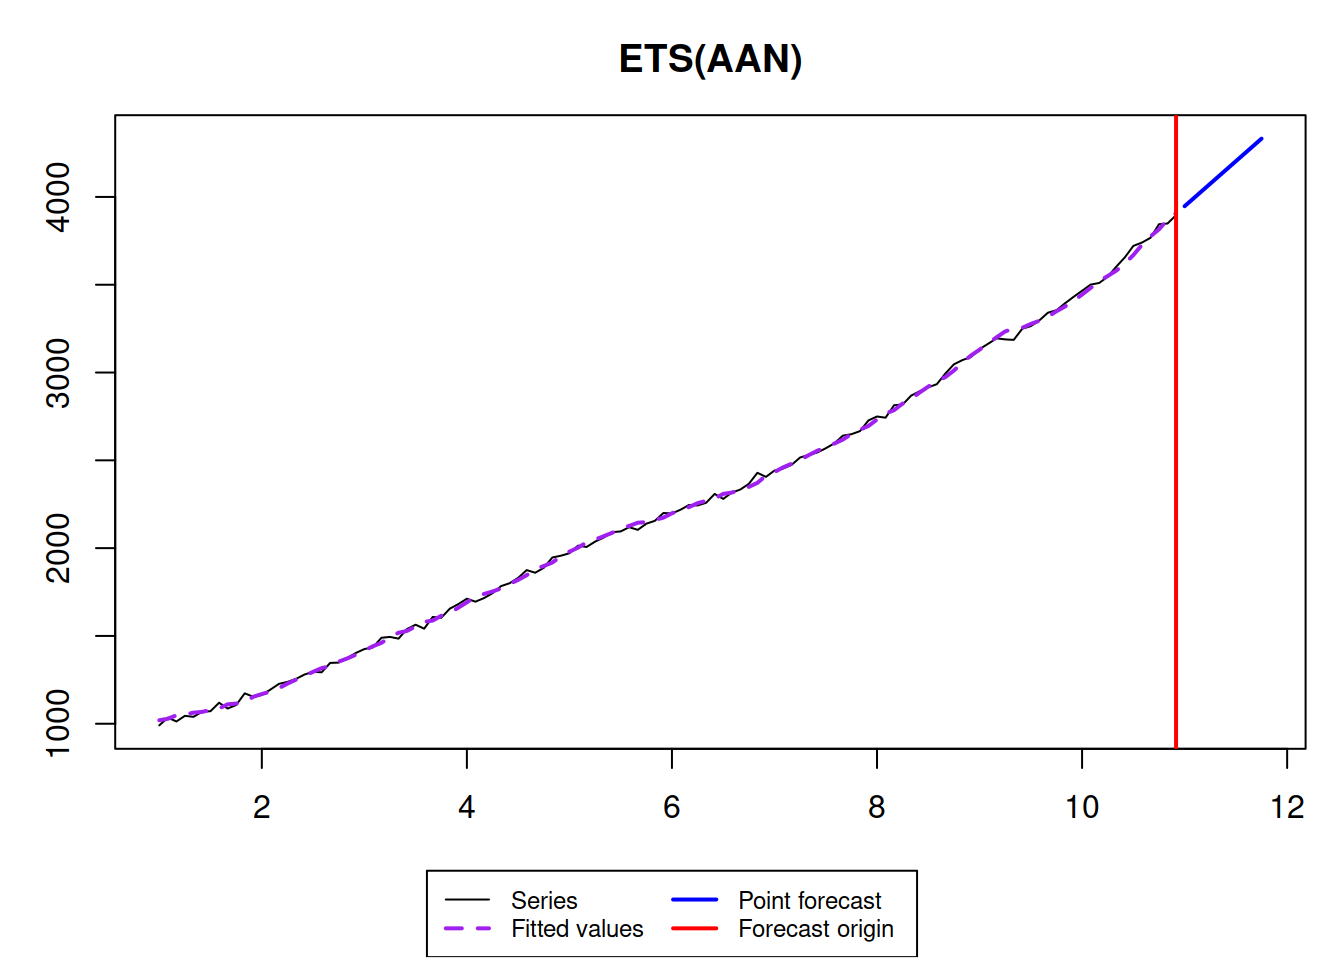 ETS(AAN)
4000
3000
2000
1000
2 4 6 8 10 12
Series Point forecast
Fitted values Forecast origin